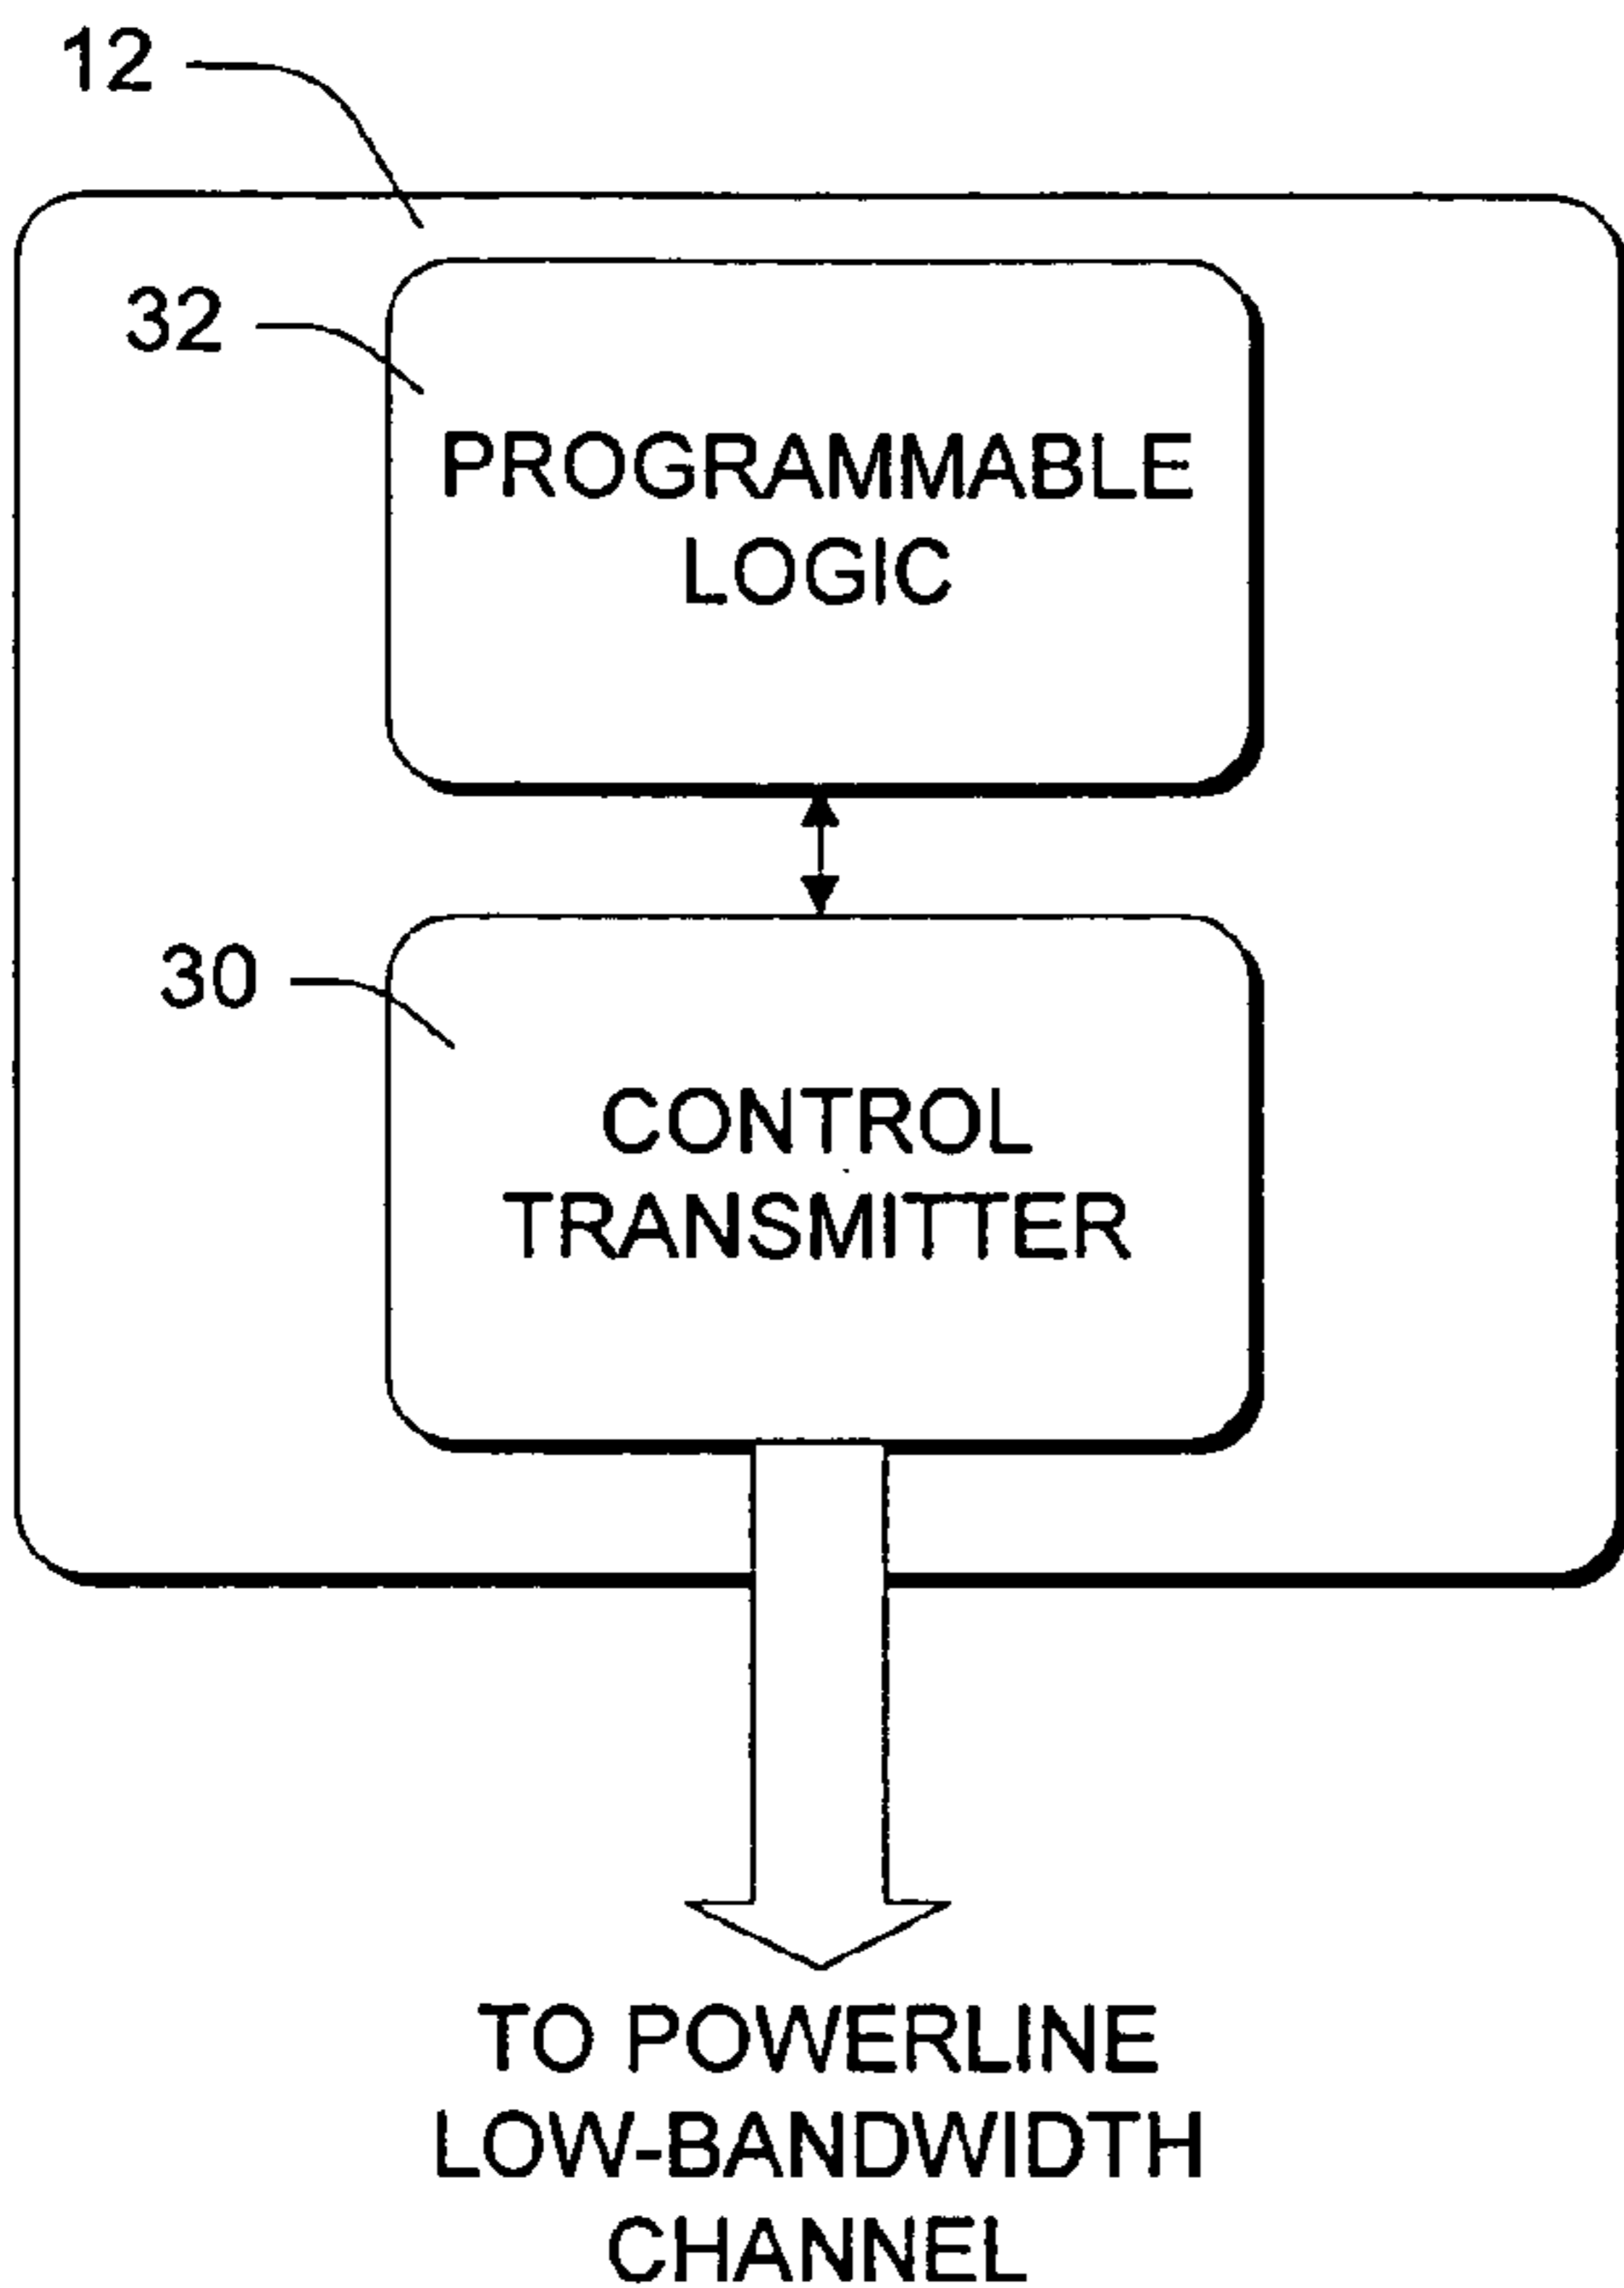 12
32
PROGRAMMABLE
LOGIC
30
CONTROL
TRANSMITTER
TO POWERLINE
LOW-BANDWIDTH
CHANNEL